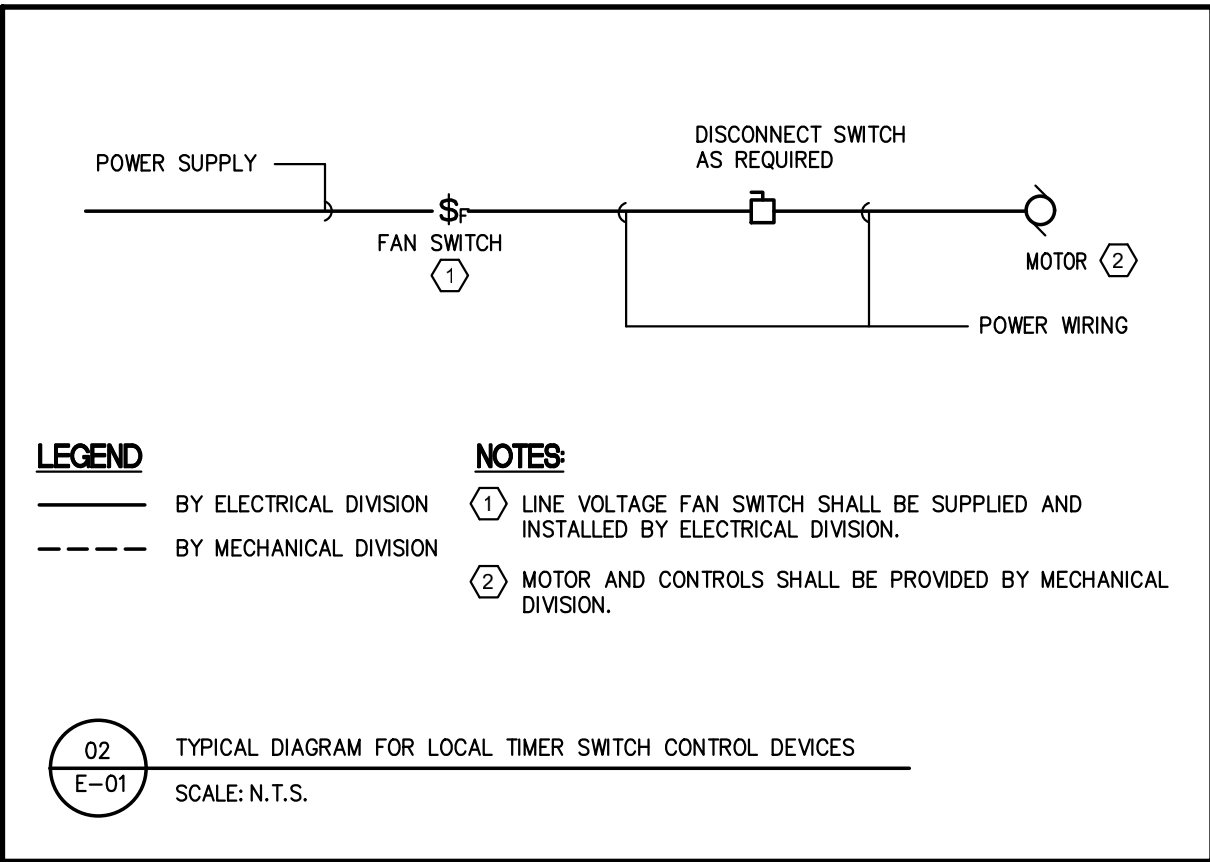 DISCONNECT SWITCH
AS REQUIRED
POWER SUPPLY
$F
FAN SWITCH
1
MOTOR 2
POWER WIRING
LEGEND
BY ELECTRICAL DIVISION
BY MECHANICAL DIVISION
NOTES:
1 LINE VOLTAGE FAN SWITCH SHALL BE SUPPLIED AND
INSTALLED BY ELECTRICAL DIVISION.
2 MOTOR AND CONTROLS SHALL BE PROVIDED BY MECHANICAL
DIVISION.
02
E-01
TYPICAL DIAGRAM FOR LOCAL TIMER SWITCH CONTROL DEVICES
SCALE: N.T.S.